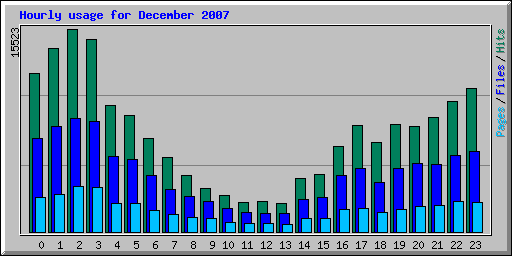 Hourly usage for December 2007
15523
Pages/Files/Hits
0 1 2 3 4 5 6 7 8 9 10 11 12 13 14 15 16 17 18 19 20 21 22 23